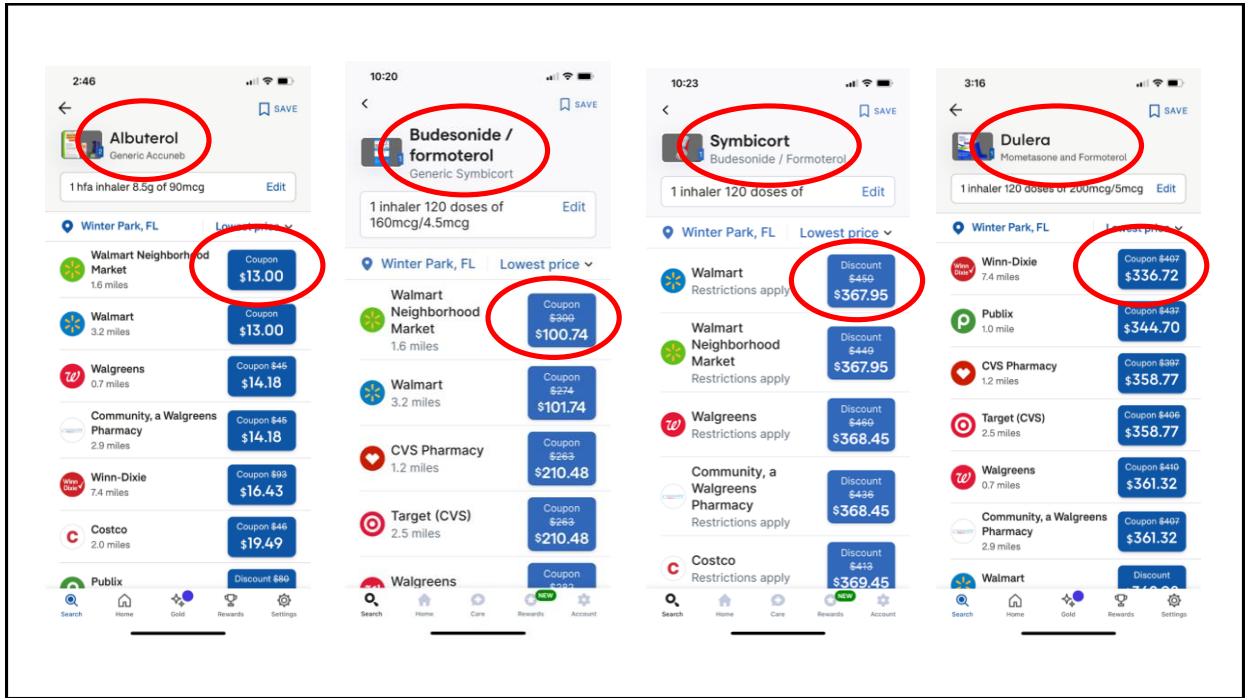 2:46
SAVE
Albuterol
Generic Accuneb
1 hfa inhaler 8.5g of 90mcg Edit
Winter Park, FL Lowest price
Walmart Neighborhood
Market
1.6 miles
Coupon
$13.00
Walmart
3.2 miles
Coupon
$13.00
Walgreens
0.7 miles
Coupon $45
$14.18
Community, a Walgreens
Pharmacy
2.9 miles
Coupon $45
$14.18
Winn-Dixie
7.4 miles
Coupon $93
$16.43
Costco
2.0 miles
Coupon $46
$19.49
Publix
Discount $80
Search Home Gold Rewards Settings
10:20
SAVE
Budesonide /
formoterol
Generic Symbicort
1 inhaler 120 doses of Edit
160mcg/4.5mcg
Winter Park, FL Lowest price
Walmart
Neighborhood
Market
1.6 miles
Coupon
$300
$100.74
Walmart
3.2 miles
Coupon
$274
$101.74
CVS Pharmacy
1.2 miles
Coupon
$263
$210.48
Target (CVS)
2.5 miles
Coupon
$263
$210.48
Walgreens
Coupon
Search Home Care Rewards Account
NEW
10:23
SAVE
Symbicort
Budesonide / Formoterol
1 inhaler 120 doses of Edit
Winter Park, FL Lowest price
Walmart
Restrictions apply
Discount
$450
$367.95
Walmart
Neighborhood
Market
Restrictions apply
Discount
$449
$367.95
Walgreens
Restrictions apply
Discount
$460
$368.45
Community, a
Walgreens
Pharmacy
Restrictions apply
Discount
$436
$368.45
Costco
Restrictions apply
Discount
$413
$369.45
Search Home Care Rewards Account
NEW
3:16
SAVE
Dulera
Mometasone and Formoterol
1 inhaler 120 doses of 200mcg/5mcg Edit
Winter Park, FL Lowest price
Winn-Dixie
7.4 miles
Coupon $407
$336.72
Publix
1.0 mile
Coupon $437
$344.70
CVS Pharmacy
1.2 miles
Coupon $397
$358.77
Target (CVS)
2.5 miles
Coupon $406
$358.77
Walgreens
0.7 miles
Coupon $410
$361.32
Community, a Walgreens
Pharmacy
2.9 miles
Coupon $407
$361.32
Walmart
Discount
Search Home Gold Rewards Settings